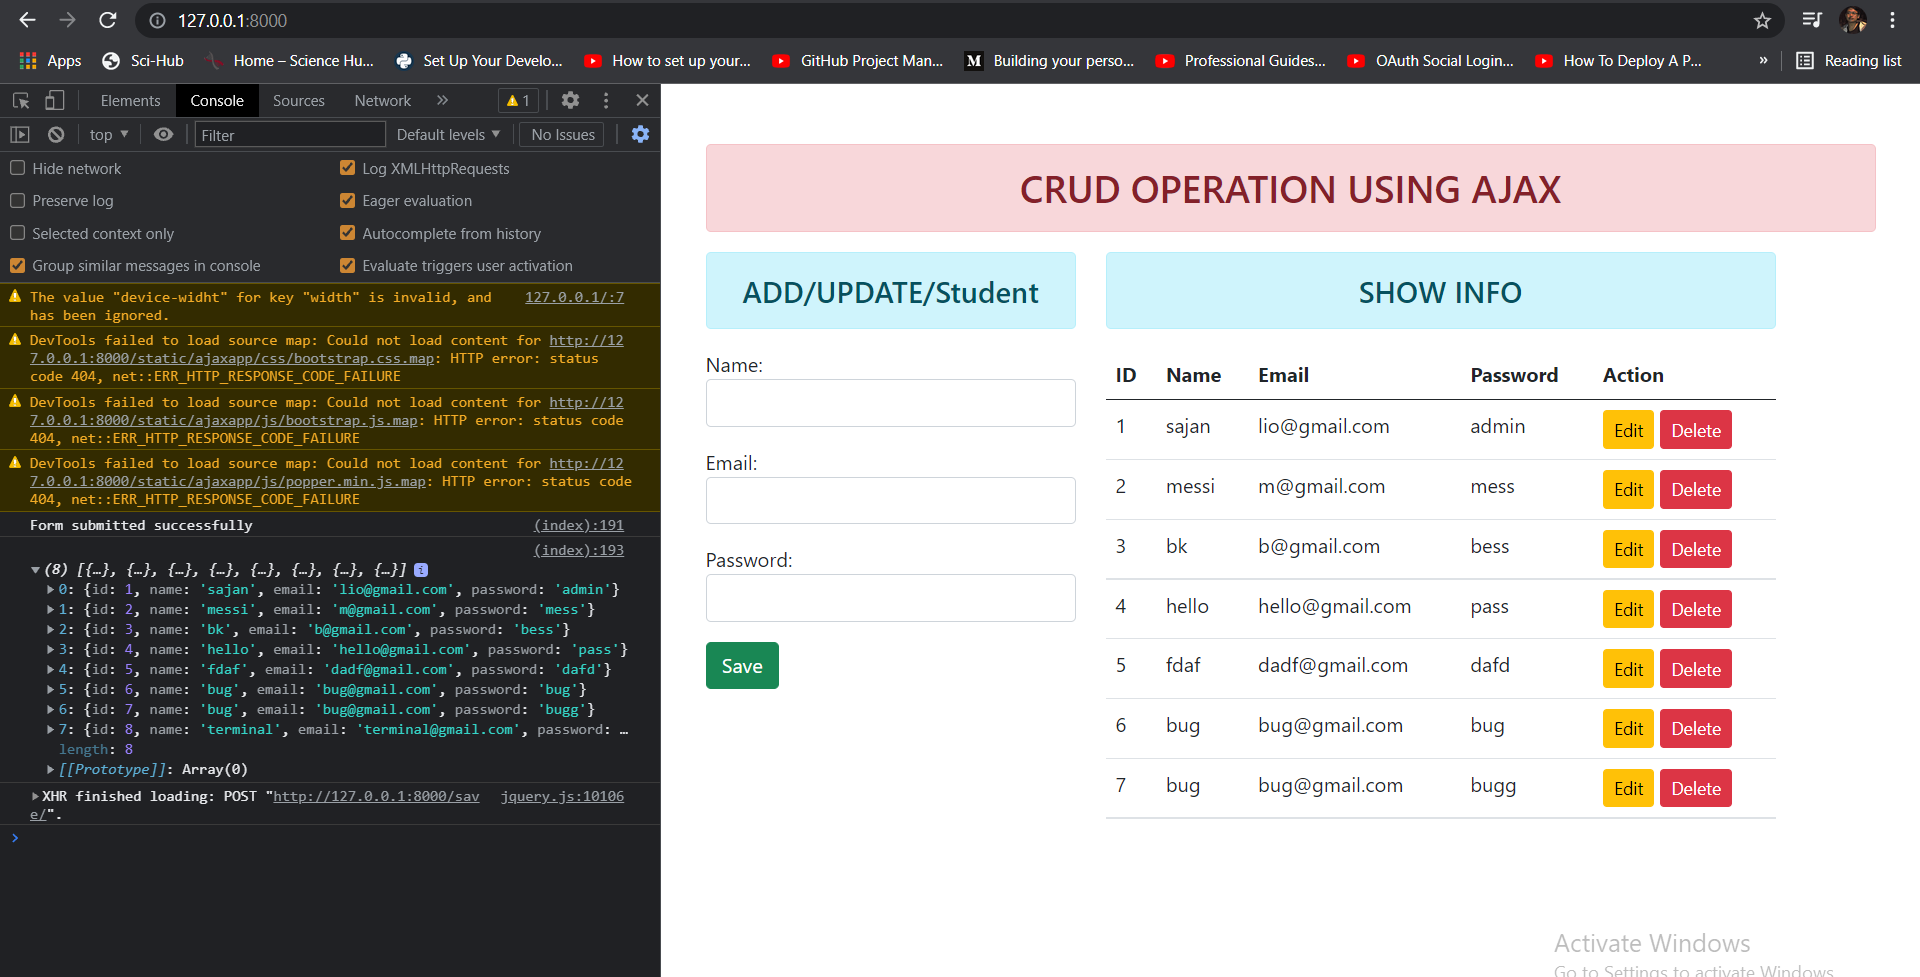 127.0.0.1:8000
Apps Sci-Hub Home – Science Hu... Set Up Your Develo... How to set up your... GitHub Project Man... M Building your perso... Professional Guides... OAuth Social Login... How To Deploy A P... » Reading list
Elements Console Sources Network » 1
top ▼ Filter Default levels ▼ No Issues
Hide network Log XMLHttpRequests
Preserve log Eager evaluation
Selected context only Autocomplete from history
Group similar messages in console Evaluate triggers user activation
The value "device-widht" for key "width" is invalid, and 127.0.0.1/:7
has been ignored.
DevTools failed to load source map: Could not load content for http://12
7.0.0.1:8000/static/ajaxapp/css/bootstrap.css.map: HTTP error: status
code 404, net::ERR_HTTP_RESPONSE_CODE_FAILURE
DevTools failed to load source map: Could not load content for http://12
7.0.0.1:8000/static/ajaxapp/js/bootstrap.js.map: HTTP error: status code
404, net::ERR_HTTP_RESPONSE_CODE_FAILURE
DevTools failed to load source map: Could not load content for http://12
7.0.0.1:8000/static/ajaxapp/js/popper.min.js.map: HTTP error: status code
404, net::ERR_HTTP_RESPONSE_CODE_FAILURE
Form submitted successfully (index):191
(index):193
▼(8) [{…}, {…}, {…}, {…}, {…}, {…}, {…}, {…}] i
▶0: {id: 1, name: 'sajan', email: 'lio@gmail.com', password: 'admin'}
▶1: {id: 2, name: 'messi', email: 'm@gmail.com', password: 'mess'}
▶2: {id: 3, name: 'bk', email: 'b@gmail.com', password: 'bess'}
▶3: {id: 4, name: 'hello', email: 'hello@gmail.com', password: 'pass'}
▶4: {id: 5, name: 'fdaf', email: 'dadf@gmail.com', password: 'dafd'}
▶5: {id: 6, name: 'bug', email: 'bug@gmail.com', password: 'bug'}
▶6: {id: 7, name: 'bug', email: 'bug@gmail.com', password: 'bugg'}
▶7: {id: 8, name: 'terminal', email: 'terminal@gmail.com', password: …
length: 8
▶[[Prototype]]: Array(0)
▶XHR finished loading: POST "http://127.0.0.1:8000/sav jquery.js:10106
e/".
CRUD OPERATION USING AJAX
ADD/UPDATE/Student
Name:
Email:
Password:
Save
SHOW INFO
ID Name Email Password Action
1 sajan lio@gmail.com admin Edit Delete
2 messi m@gmail.com mess Edit Delete
3 bk b@gmail.com bess Edit Delete
4 hello hello@gmail.com pass Edit Delete
5 fdaf dadf@gmail.com dafd Edit Delete
6 bug bug@gmail.com bug Edit Delete
7 bug bug@gmail.com bugg Edit Delete
Activate Windows
Go to Settings to activate Windows.